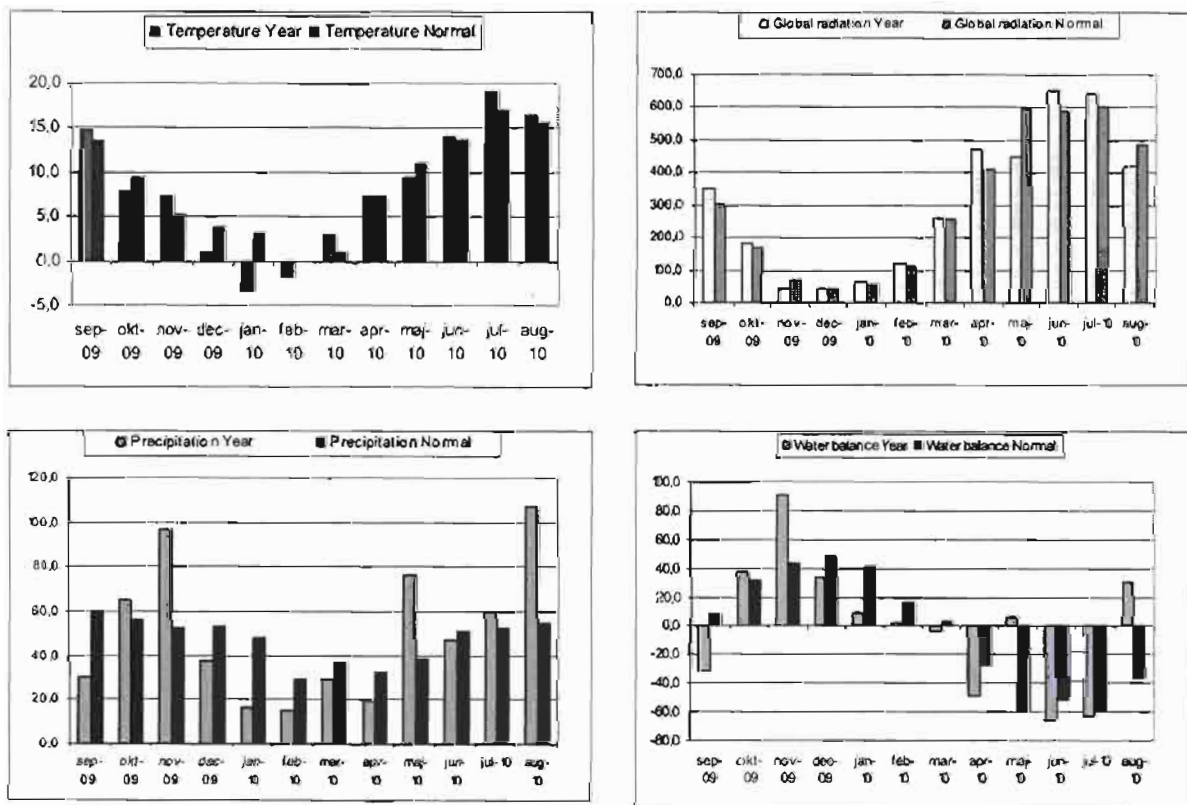 Temperature Year Temperature Normal
20,0
15,0
10,0
5,0
0,0
-5,0
sep- okt- nov- dec- jan- feb- mar- apr- maj- jun- jul- aug-
09 09 09 09 10 10 10 10 10 10 10 10
Global radiation Year Global radiation Normal
700,0
600,0
500,0
400,0
300,0
200,0
100,0
0,0
sep- okt- nov- dec- jan- feb- mar- apr- maj- jun- jul-10 aug-
09 09 09 09 10 10 10 10 10 10 10
Precipitation Year Precipitation Normal
120,0
100,0
80,0
60,0
40,0
20,0
0,0
sep- okt- nov- dec- jan- feb- mar- apr- maj- jun- jul-10 aug-
09 09 09 09 10 10 10 10 10 10 10
Water balance Year Water balance Normal
100,0
80,0
60,0
40,0
20,0
0,0
-20,0
-40,0
-60,0
-80,0
sep- okt- nov- dec- jan- feb- mar- apr- maj- jun- jul-10 aug-
09 09 09 09 10 10 10 10 10 10 10